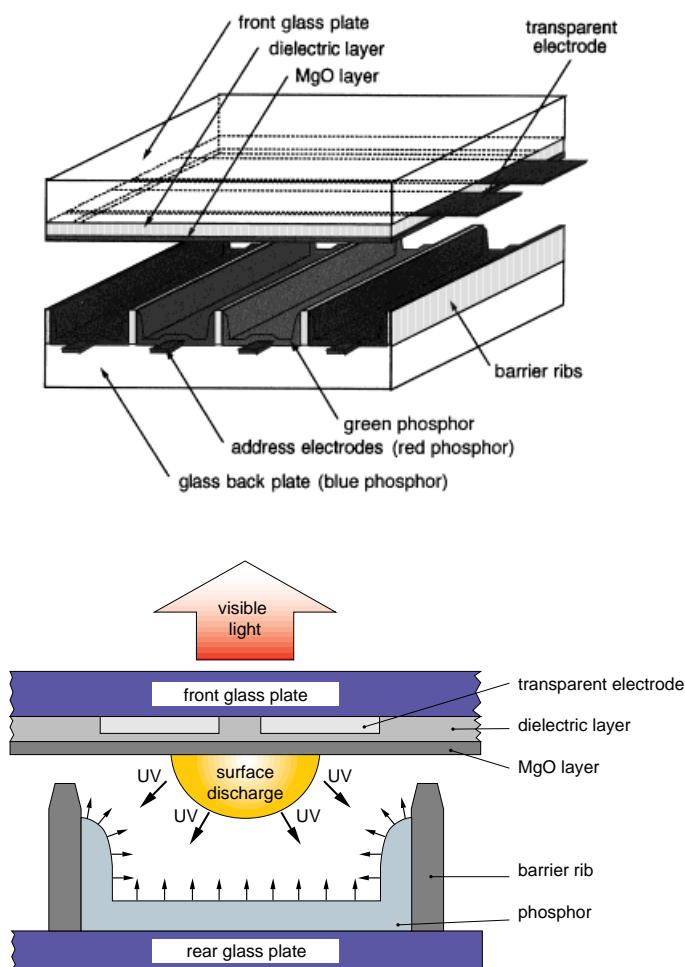 front glass plate
dielectric layer
MgO layer
transparent
electrode
barrier ribs
green phosphor
address electrodes (red phosphor)
glass back plate (blue phosphor)
visible
light
front glass plate
transparent electrode
dielectric layer
MgO layer
UV
surface
discharge
UV
UV
UV
barrier rib
phosphor
rear glass plate